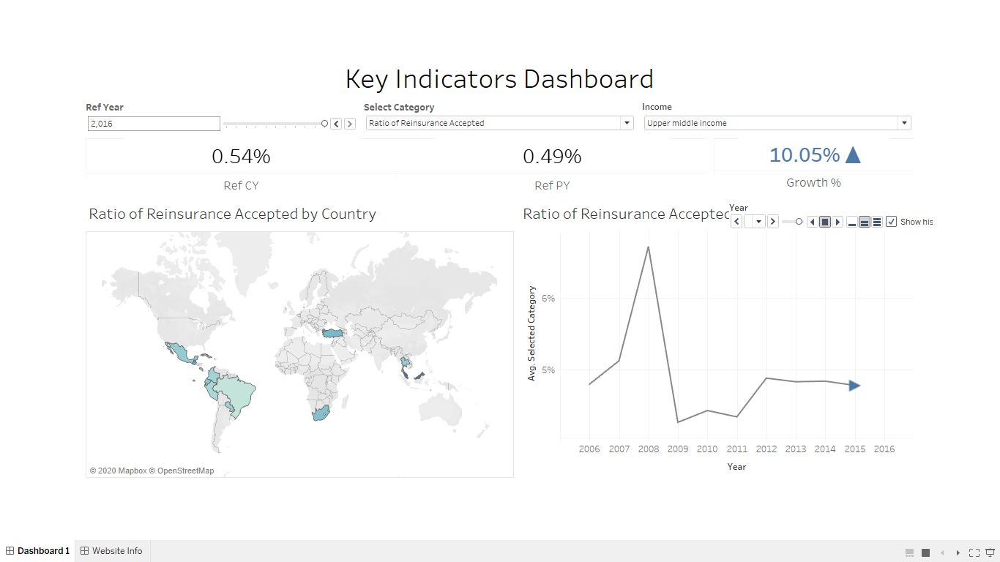 Key Indicators Dashboard
Ref Year
Select Category
Income
2,016
Ratio of Reinsurance Accepted
Upper middle income
0.54%
0.49%
10.05%
Ref CY
Ref PY
Growth %
Ratio of Reinsurance Accepted by Country
Ratio of Reinsurance Accepted
Year
Show his
6%
5%
Avg. Selected Category
2006 2007 2008 2009 2010 2011 2012 2013 2014 2015 2016
Year
© 2020 Mapbox © OpenStreetMap
Dashboard 1
Website Info